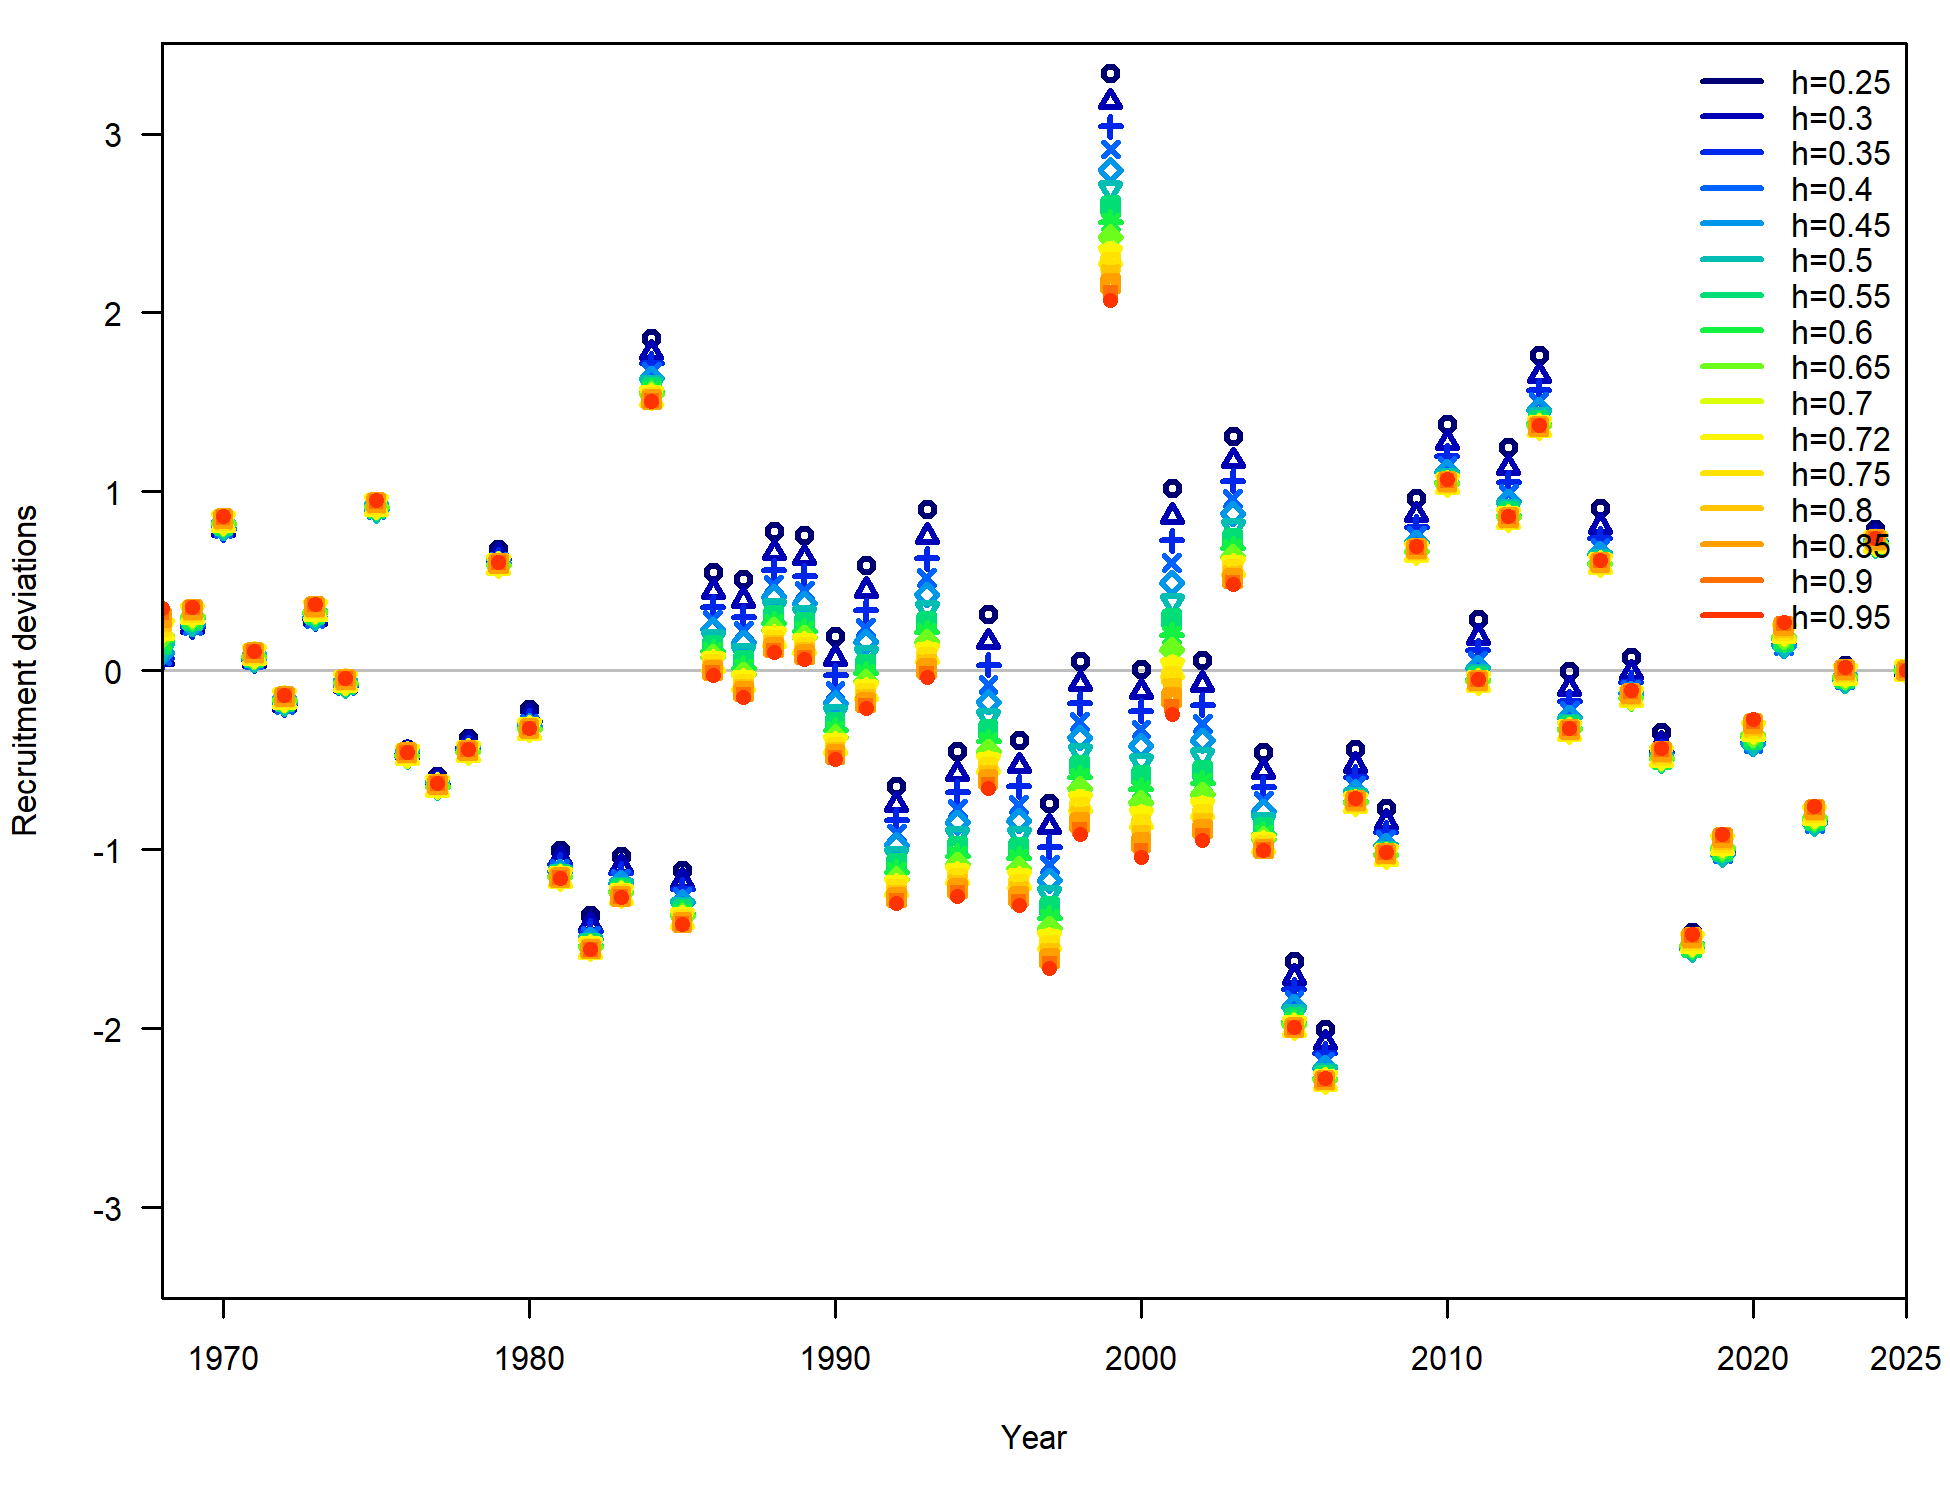 3
2
1
0
-1
-2
-3
Recruitment deviations
1970
1980
1990
2000
2010
2020
2025
Year
h=0.25
h=0.3
h=0.35
h=0.4
h=0.45
h=0.5
h=0.55
h=0.6
h=0.65
h=0.7
h=0.72
h=0.75
h=0.8
h=0.85
h=0.9
h=0.95